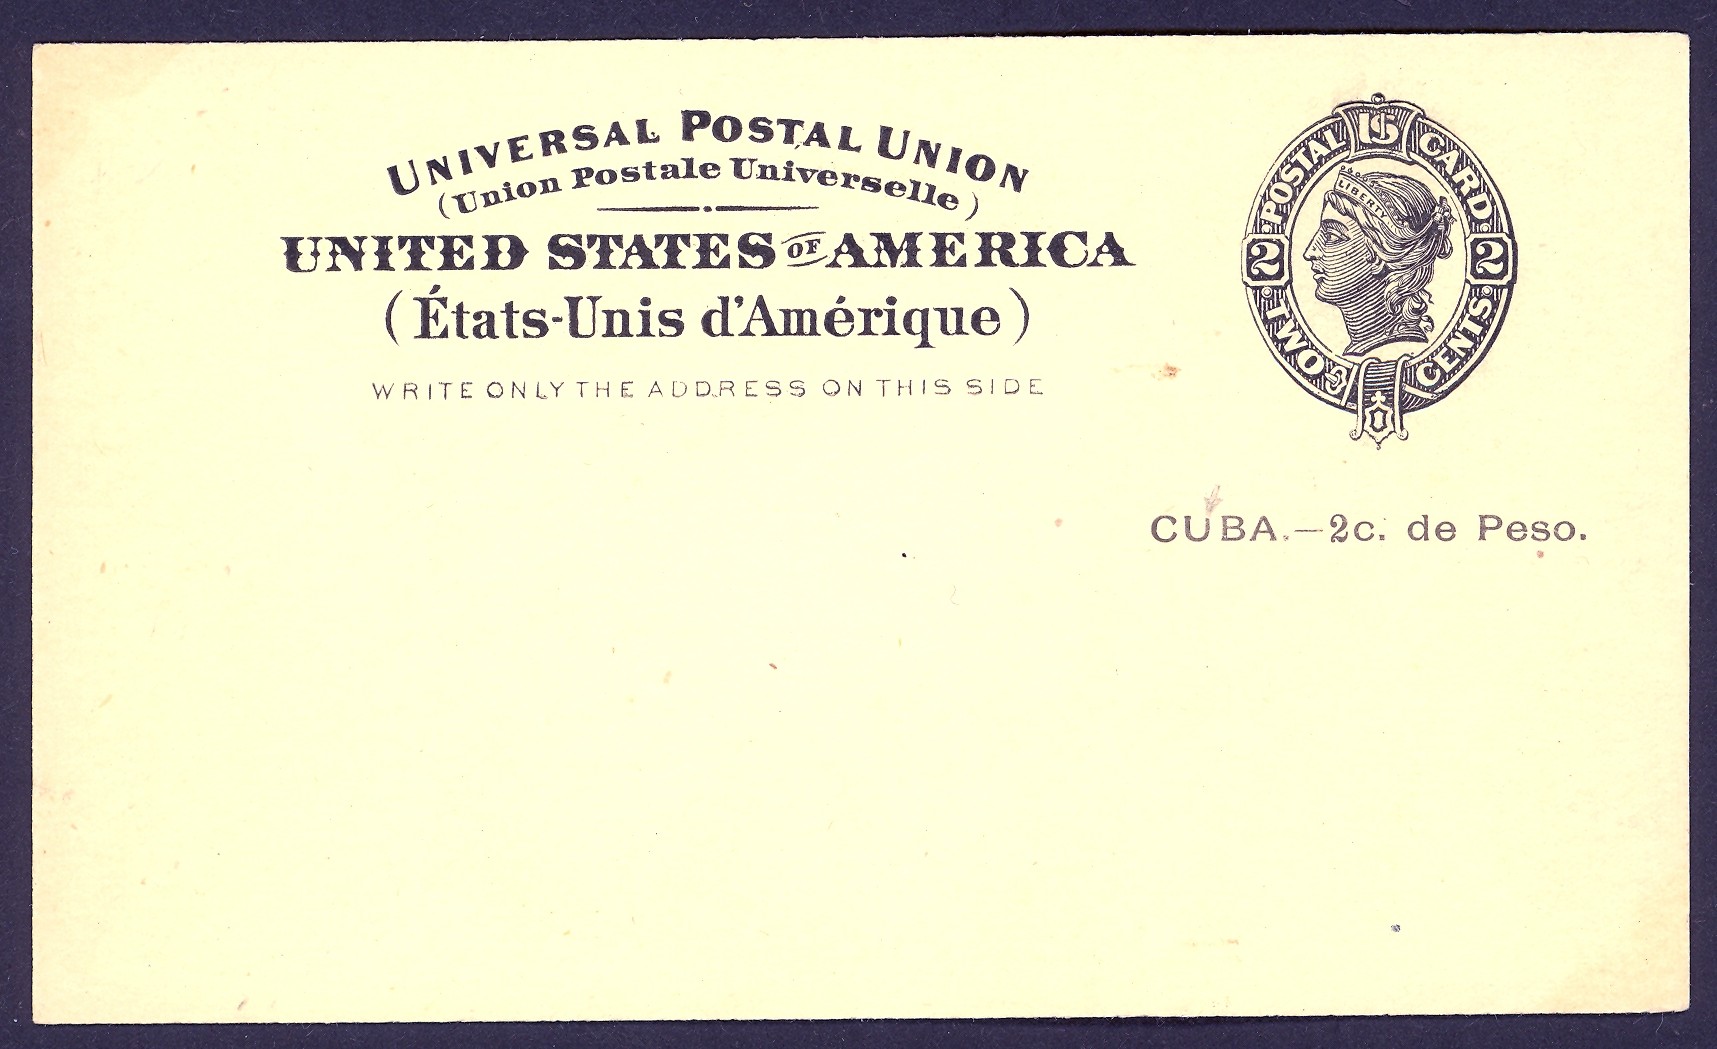 UNIVERSAL POSTAL UNION
(Union Postale Universelle)
UNITED STATES OF AMERICA
(États-Unis d'Amérique)
WRITE ONLY THE ADDRESS ON THIS SIDE
POSTAL US CARD
LIBERTY
2 2
TWO CENTS
CUBA.—2c. de Peso.